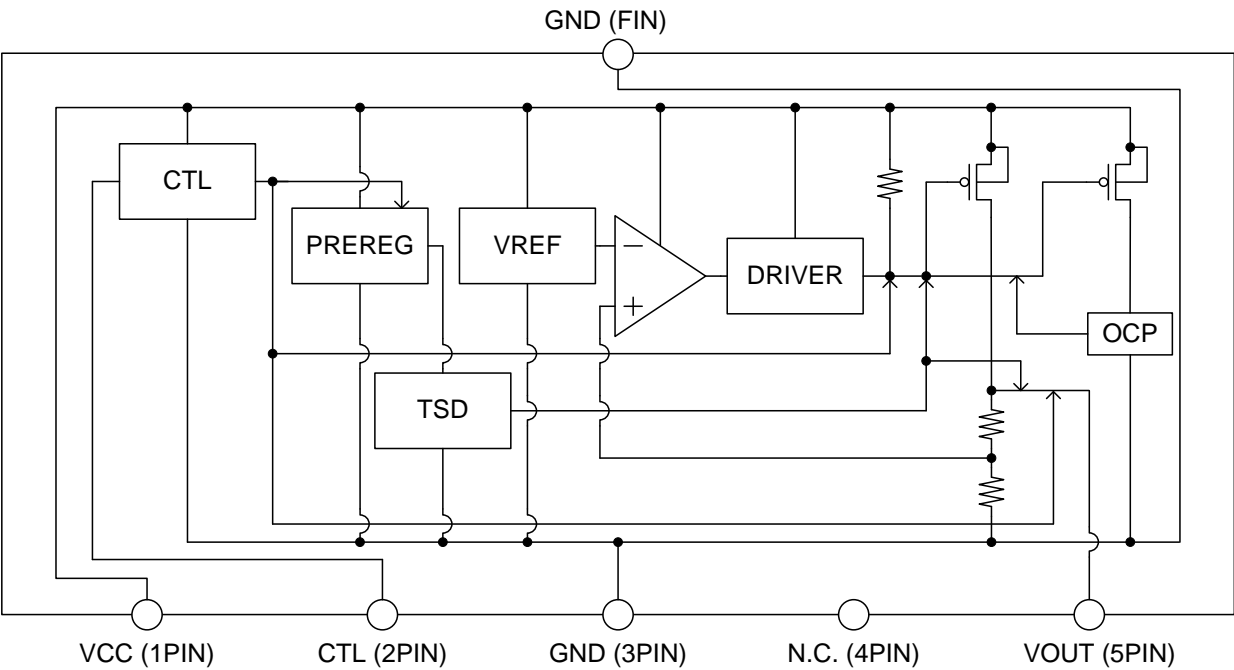 GND (FIN)
CTL
PREREG
VREF
−
+
DRIVER
OCP
TSD
VCC (1PIN)
CTL (2PIN)
GND (3PIN)
N.C. (4PIN)
VOUT (5PIN)